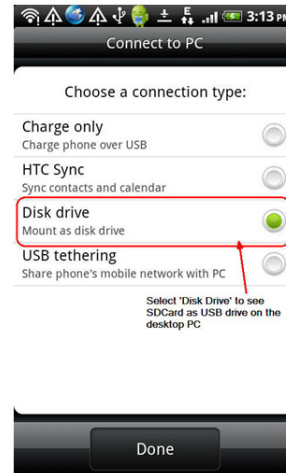 3:13 PM
Connect to PC
Choose a connection type:
Charge only
Charge phone over USB
HTC Sync
Sync contacts and calendar
Disk drive
Mount as disk drive
USB tethering
Share phone's mobile network with PC
Select 'Disk Drive' to see
SDCard as USB drive on the
desktop PC
Done